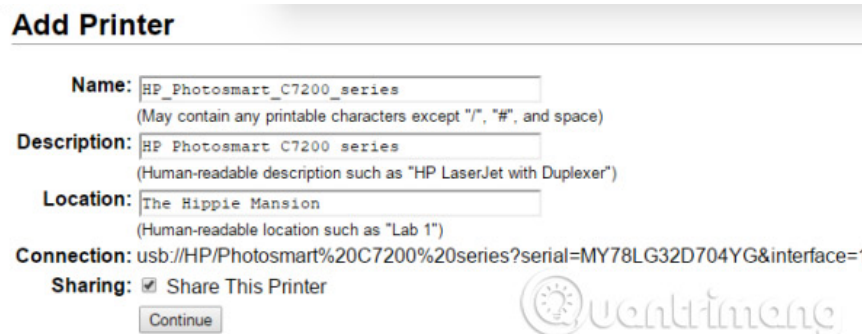 Add Printer
Name: HP_Photosmart_C7200_series
(May contain any printable characters except "/", "#", and space)
Description: HP Photosmart C7200 series
(Human-readable description such as "HP LaserJet with Duplexer")
Location: The Hippie Mansion
(Human-readable location such as "Lab 1")
Connection: usb://HP/Photosmart%20C7200%20series?serial=MY78LG32D704YG&interface=
Sharing: Share This Printer
Continue
Quantrimang